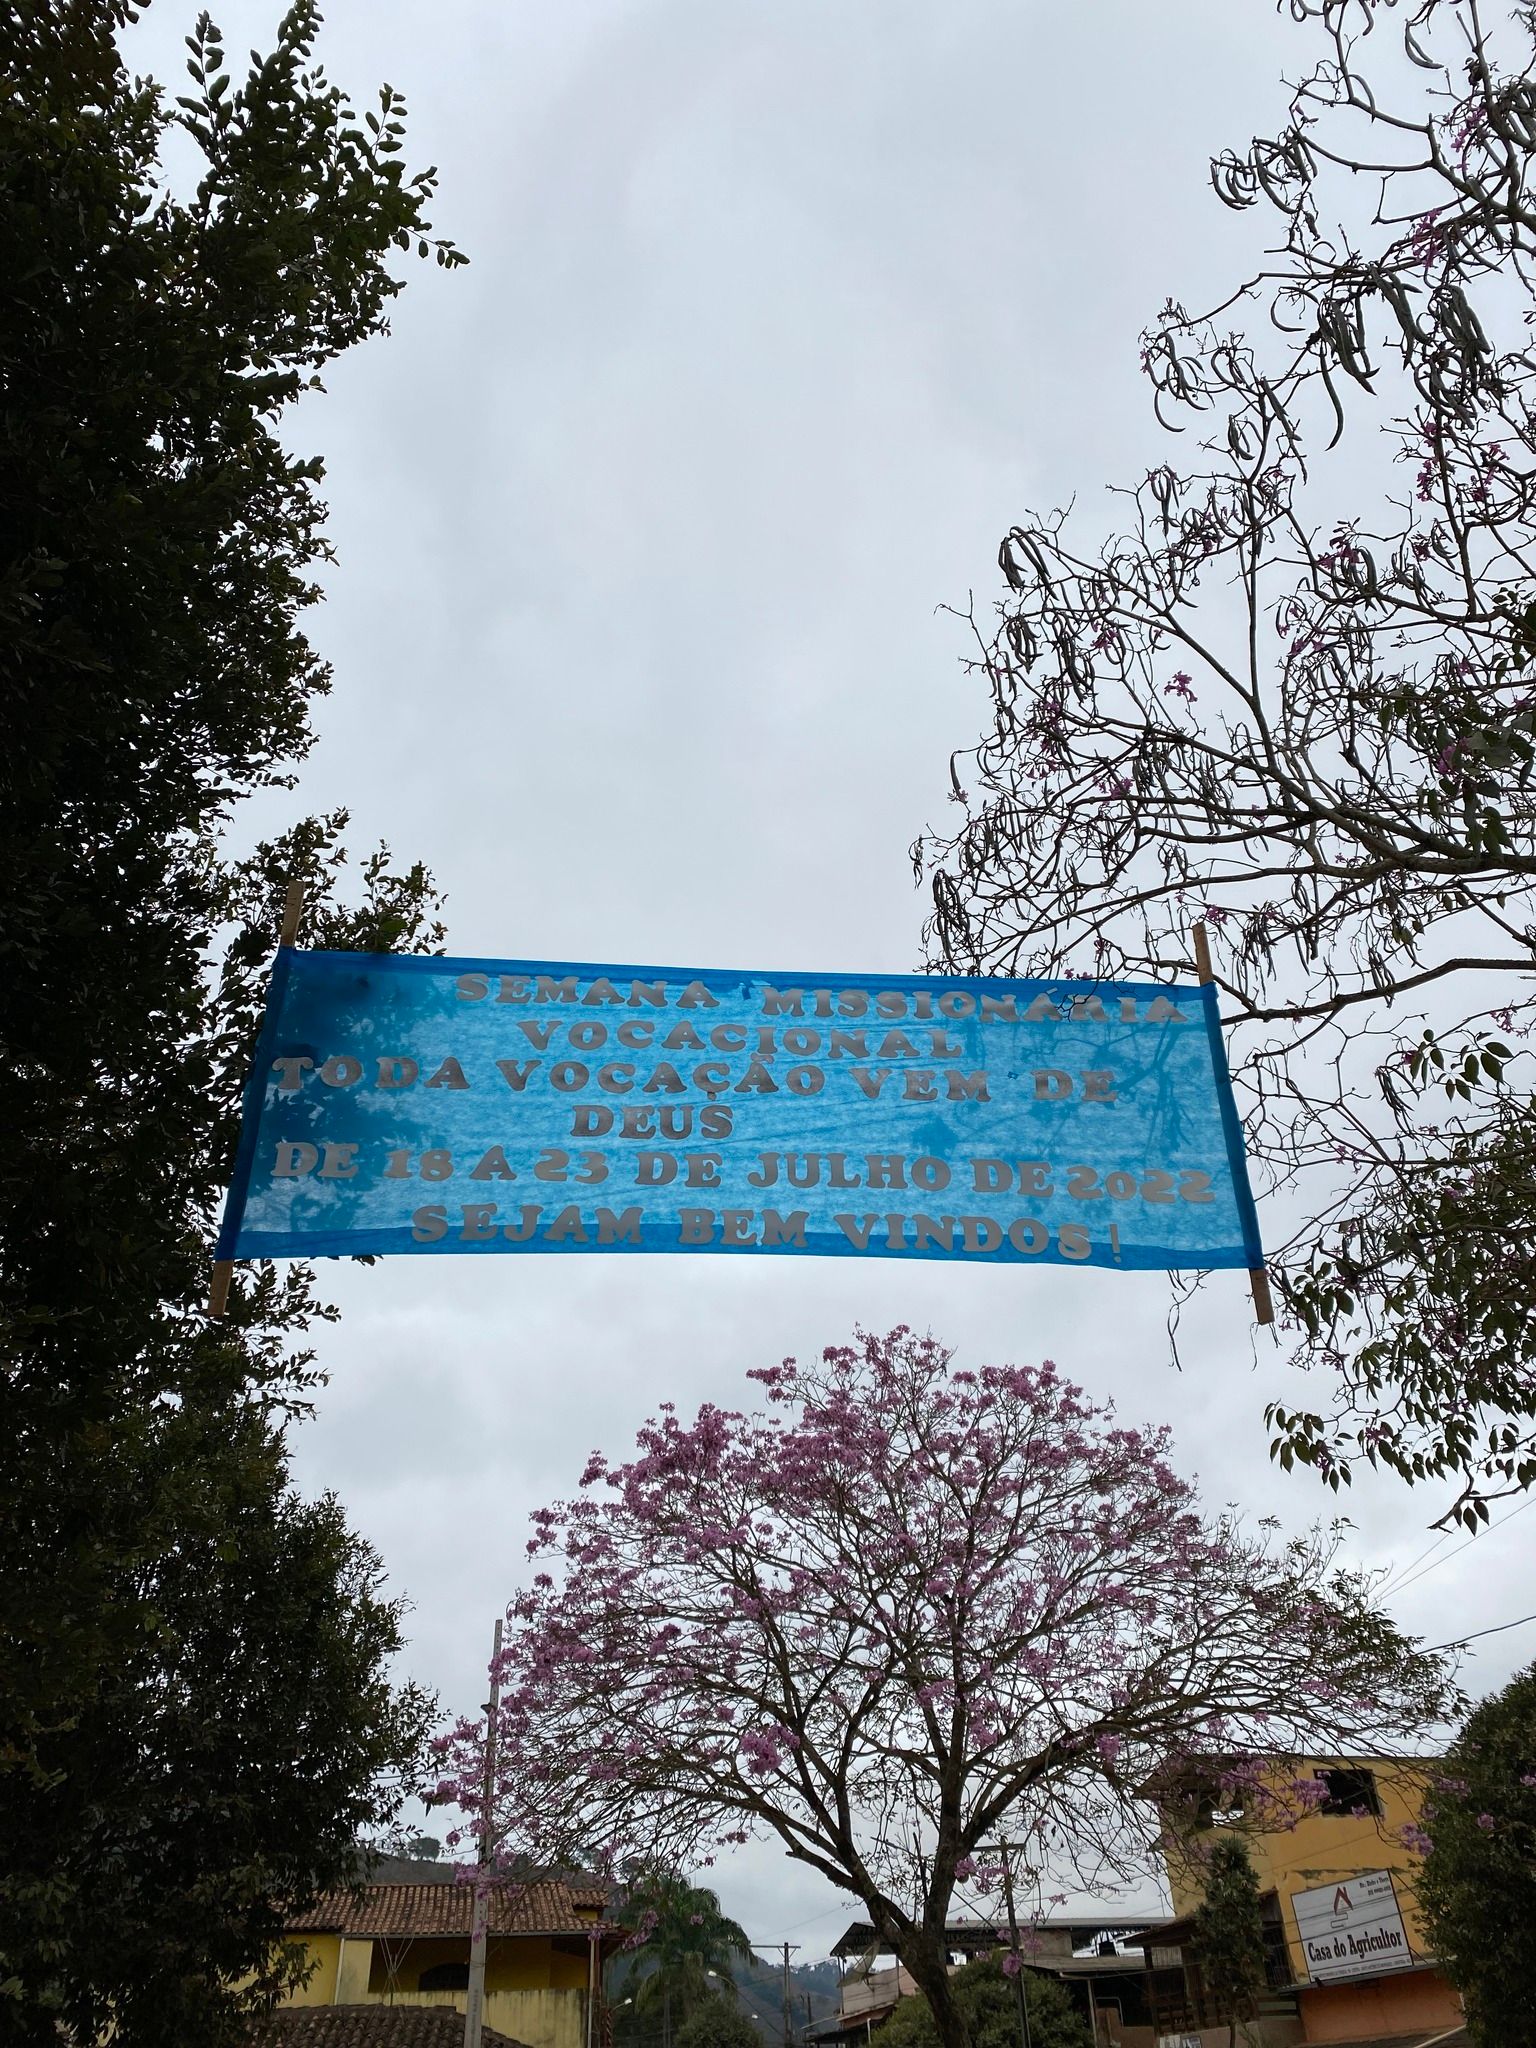 SEMANA MISSIONÁRIA
VOCACIONAL
TODA VOCAÇÃO VEM DE
DEUS
DE 18 A 23 DE JULHO DE 2022
SEJAM BEM VINDOS!
Casa do Agricultor